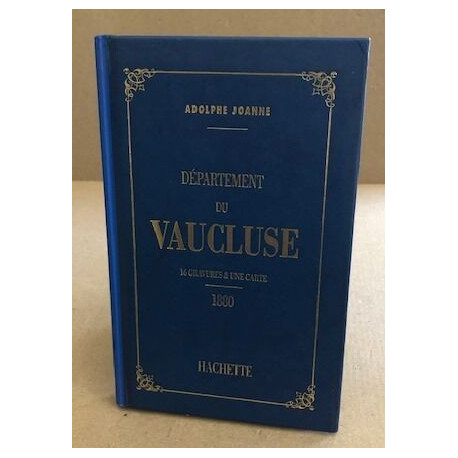 ADOLPHE JOANNE
DÉPARTEMENT
DU
VAUCLUSE
16 GRAVURES & UNE CARTE
1880
HACHETTE